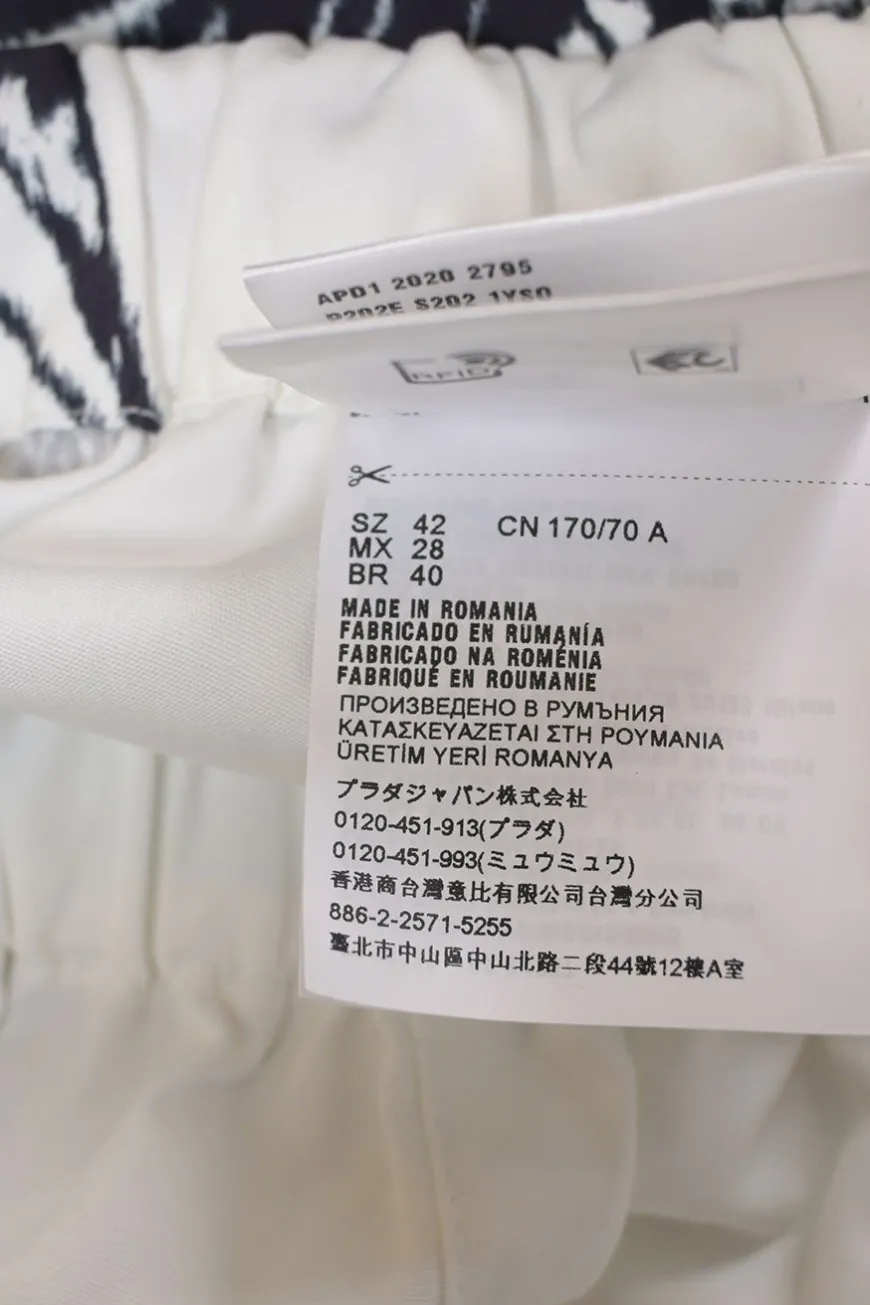 APD1 2020 2795
P202E S202 1YS0
RFID
SZ 42 CN 170/70 A
MX 28
BR 40
MADE IN ROMANIA
FABRICADO EN RUMANÍA
FABRICADO NA ROMÉNIA
FABRIQUÉ EN ROUMANIE
ПРОИЗВЕДЕНО В РУМЪНИЯ
ΚΑΤΑΣΚΕΥΑΖΕΤΑΙ ΣΤΗ ΡΟΥΜΑΝΙΑ
ÜRETİM YERİ ROMANYA
プラダジャパン株式会社
0120-451-913(プラダ)
0120-451-993(ミュウミュウ)
香港商台灣意比有限公司台灣分公司
886-2-2571-5255
臺北市中山區中山北路二段44號12樓A室